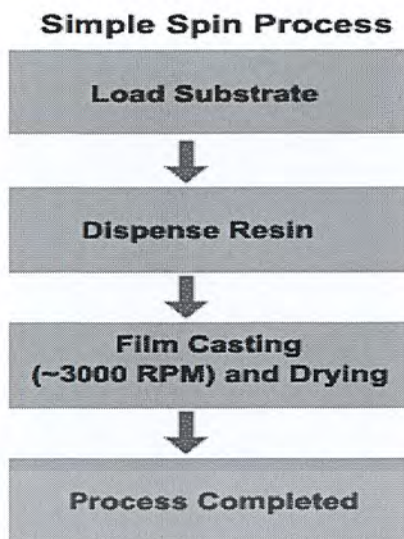 Simple Spin Process
Load Substrate
Dispense Resin
Film Casting
(~3000 RPM) and Drying
Process Completed